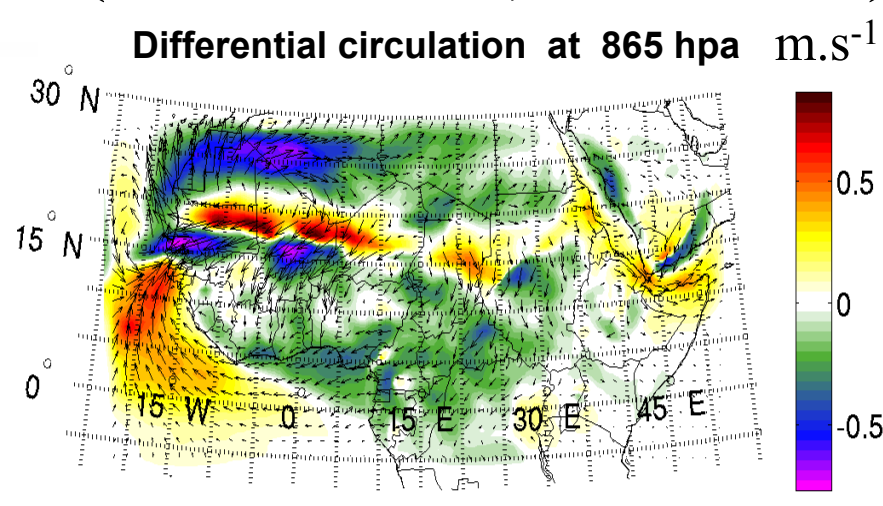 Differential circulation at 865 hpa m.s-1
30° N
15° N
0°
15 W 0 15 E 30 E 45 E
0.5
0
-0.5